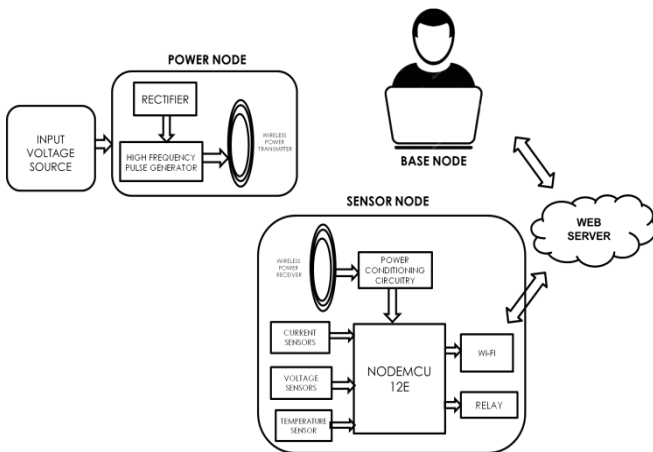 POWER NODE
RECTIFIER
INPUT
VOLTAGE
SOURCE
HIGH FREQUENCY
PULSE GENERATOR
WIRELESS
POWER
TRANSMITTER
BASE NODE
SENSOR NODE
WEB
SERVER
WIRELESS
POWER
RECEIVER
POWER
CONDITIONING
CIRCUITRY
CURRENT
SENSORS
NODEMCU
12E
WI-FI
VOLTAGE
SENSORS
RELAY
TEMPERATURE
SENSOR